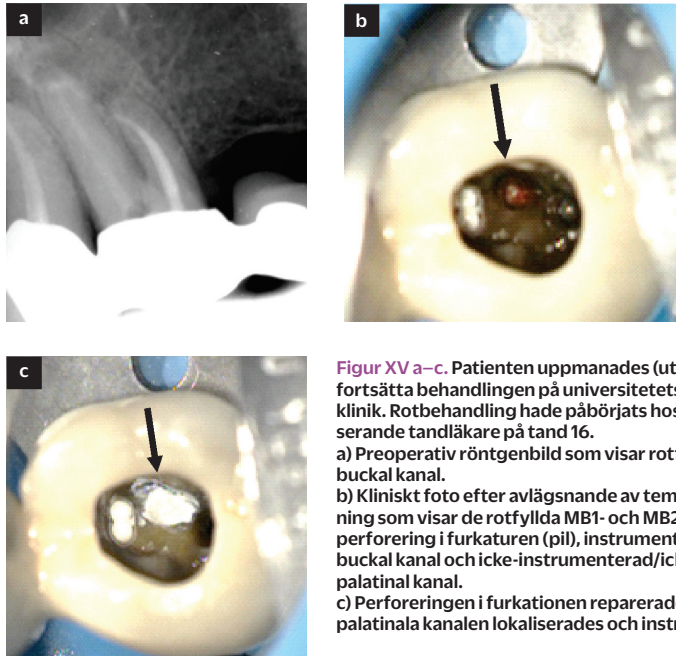 a
b
c
Figur XV a–c. Patienten uppmanades (ut
fortsätta behandlingen på universitetets
klinik. Rotbehandling hade påbörjats hos
serande tandläkare på tand 16.
a) Preoperativ röntgenbild som visar rot
buckal kanal.
b) Kliniskt foto efter avlägsnande av tem
ning som visar de rotfyllda MB1- och MB2
perforering i furkaturen (pil), instrument
buckal kanal och icke-instrumenterad/ic
palatinal kanal.
c) Perforeringen i furkationen reparerade
palatinala kanalen lokaliserades och instr